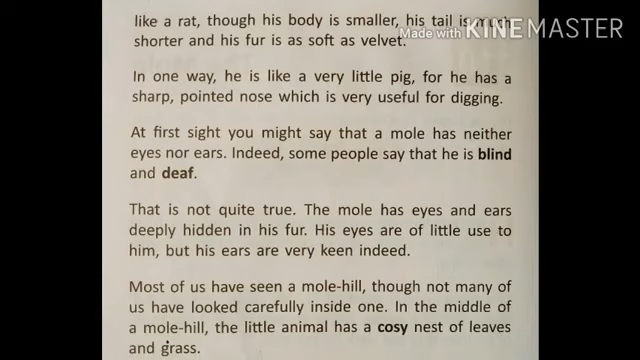 like a rat, though his body is smaller, his tail is much
shorter and his fur is as soft as velvet.
Made with KINEMASTER
In one way, he is like a very little pig, for he has a
sharp, pointed nose which is very useful for digging.
At first sight you might say that a mole has neither
eyes nor ears. Indeed, some people say that he is blind
and deaf.
That is not quite true. The mole has eyes and ears
deeply hidden in his fur. His eyes are of little use to
him, but his ears are very keen indeed.
Most of us have seen a mole-hill, though not many of
us have looked carefully inside one. In the middle of
a mole-hill, the little animal has a cosy nest of leaves
and grass.